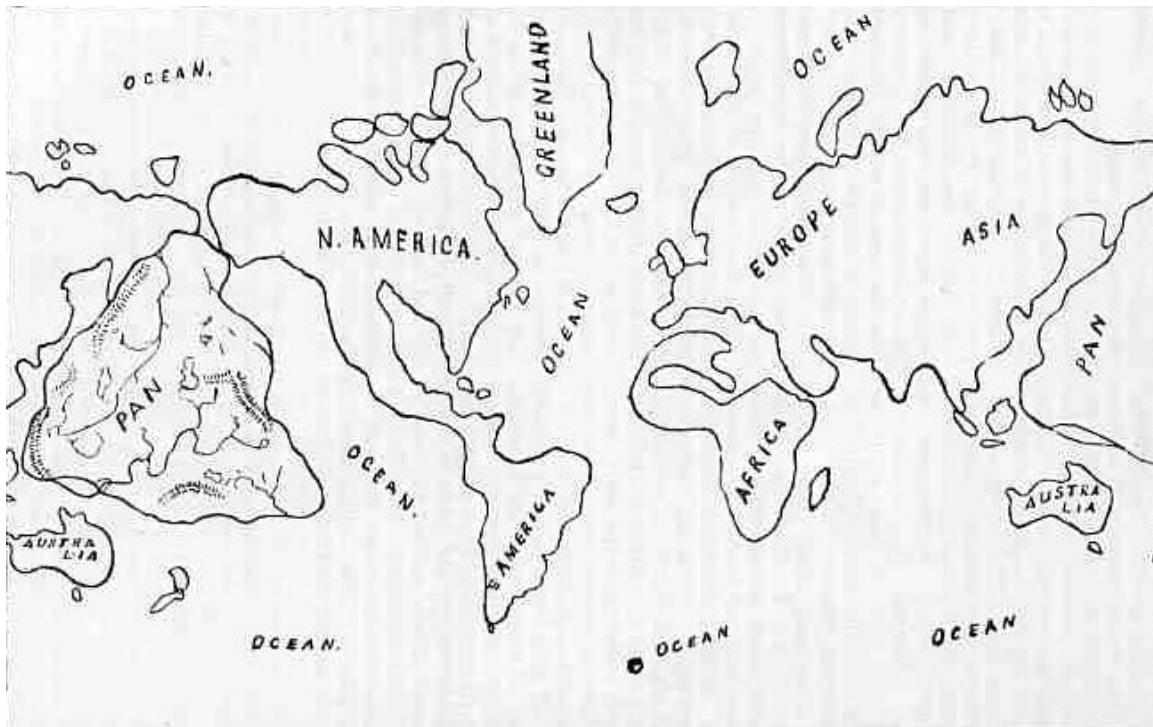 OCEAN.
GREENLAND
OCEAN
N. AMERICA.
EUROPE
ASIA
OCEAN
PAN
PAN
OCEAN.
AFRICA
S AMERICA
AUSTRA
LIA
AUSTRA
LIA
OCEAN.
OCEAN
OCEAN